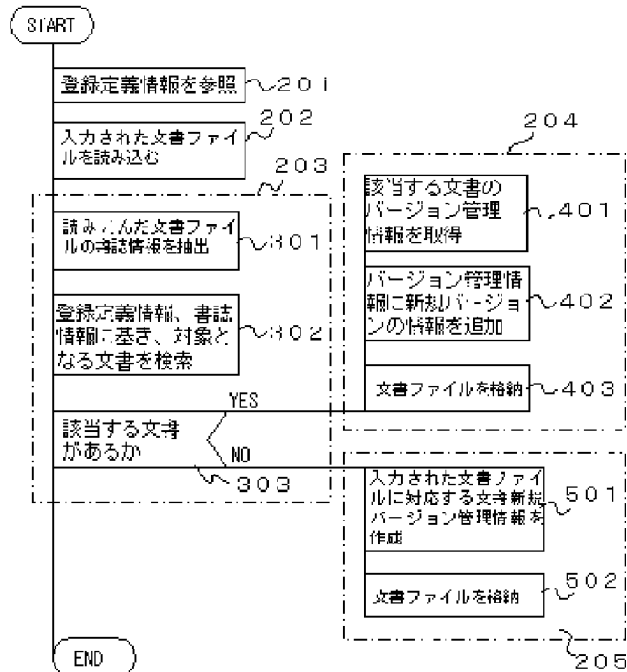 START
登録定義情報を参照
201
入力された文書ファイ
ルを読み込む
202
203
読み込んだ文書ファイ
ルの書誌情報を抽出
301
登録定義情報、書誌
情報に基き、対象と
なる文書を検索
302
該当する文書
があるか
YES
NO
303
204
該当する文書の
バージョン管理
情報を取得
401
バージョン管理情
報に新規バージョ
ンの情報を追加
402
文書ファイルを格納
403
入力された文書ファイ
ルに対応する文書新規
バージョン管理情報を
作成
501
文書ファイルを格納
502
205
END